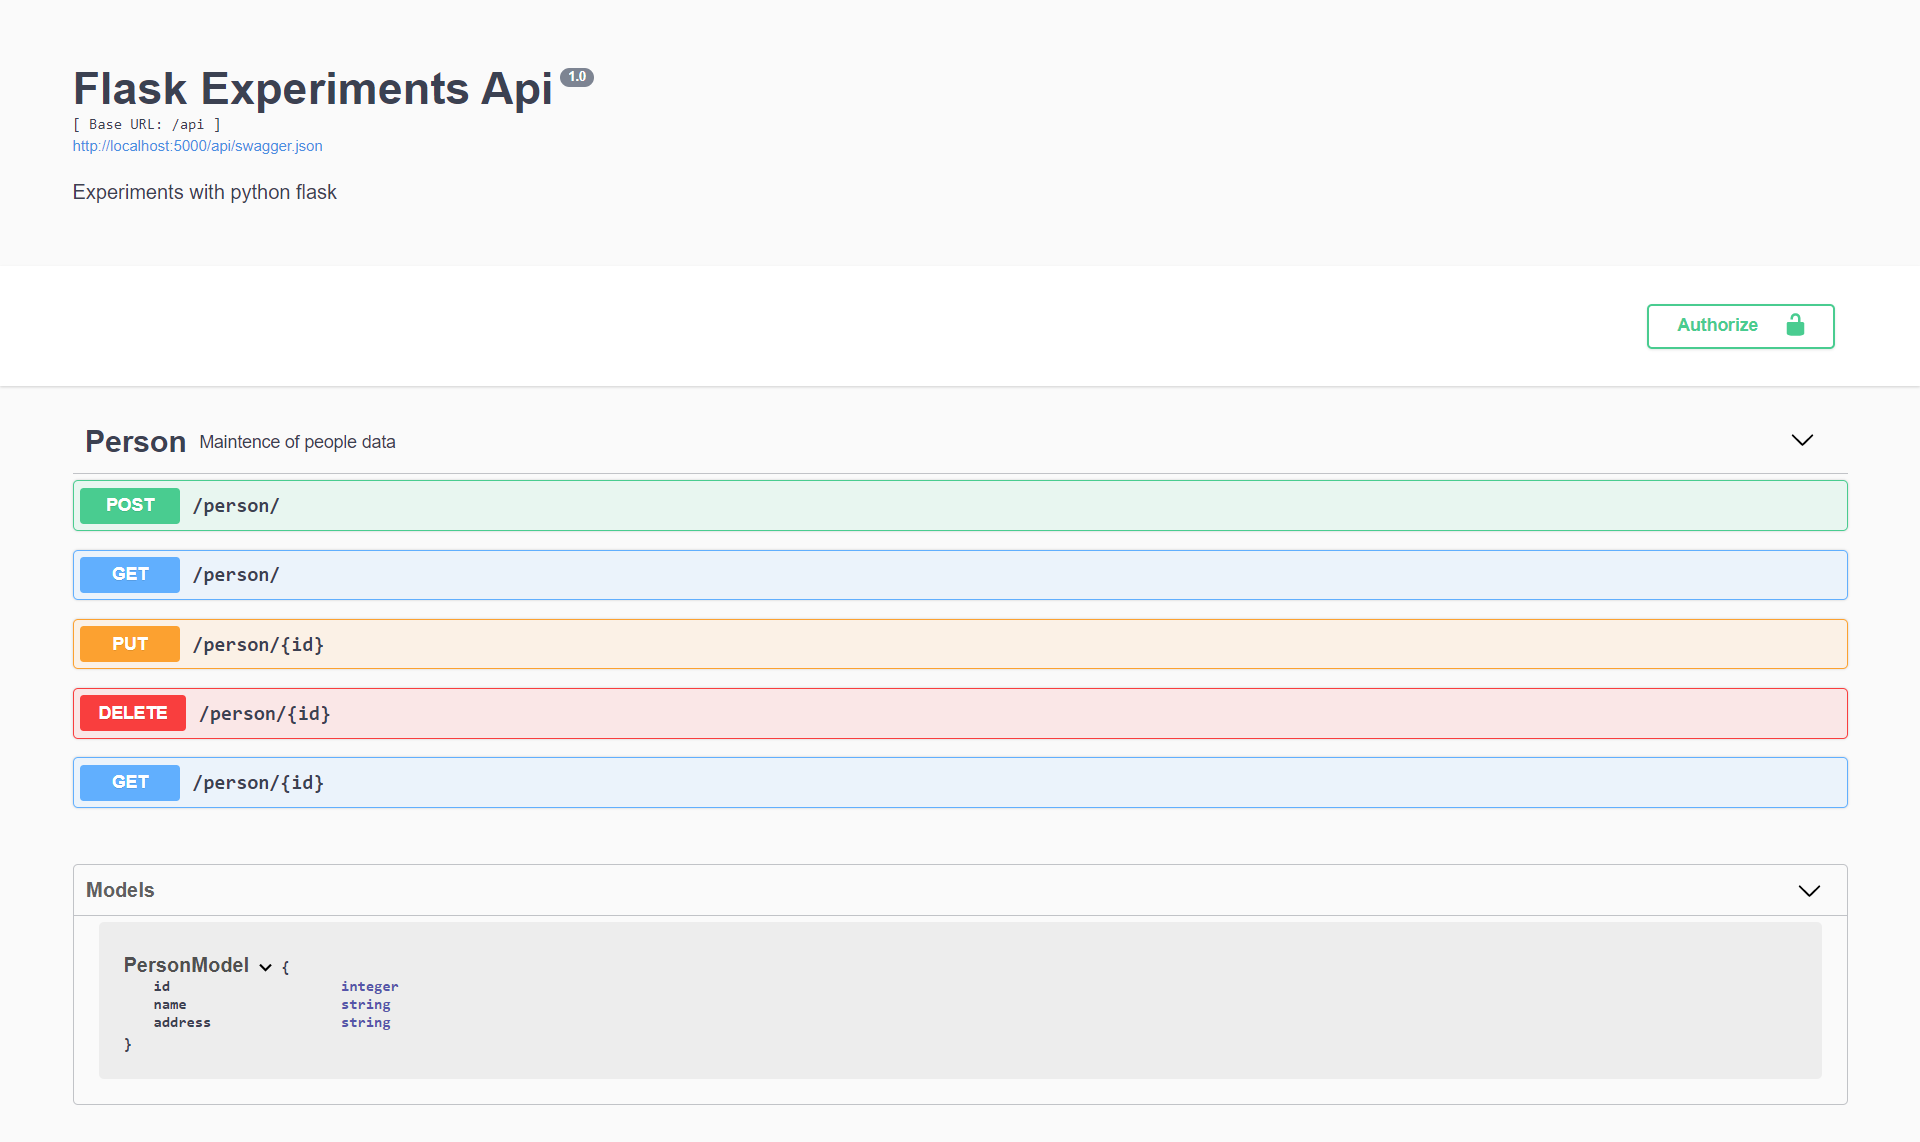 Flask Experiments Api 1.0
[ Base URL: /api ]
http://localhost:5000/api/swagger.json
Experiments with python flask
Authorize
Person Maintence of people data
POST /person/
GET /person/
PUT /person/{id}
DELETE /person/{id}
GET /person/{id}
Models
PersonModel {
id integer
name string
address string
}